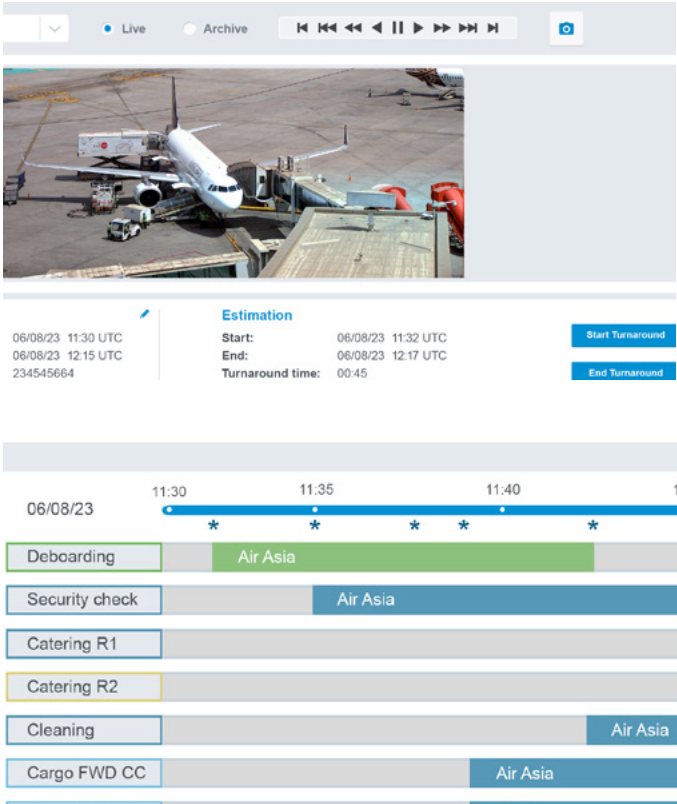 Live Archive
Estimation
06/08/23 11:30 UTC Start: 06/08/23 11:32 UTC Start Turnaround
06/08/23 12:15 UTC End: 06/08/23 12:17 UTC
234545664 Turnaround time: 00:45 End Turnaround
11:30 11:35 11:40 1
06/08/23
* * * * *
Deboarding Air Asia
Security check Air Asia
Catering R1
Catering R2
Cleaning Air Asia
Cargo FWD CC Air Asia